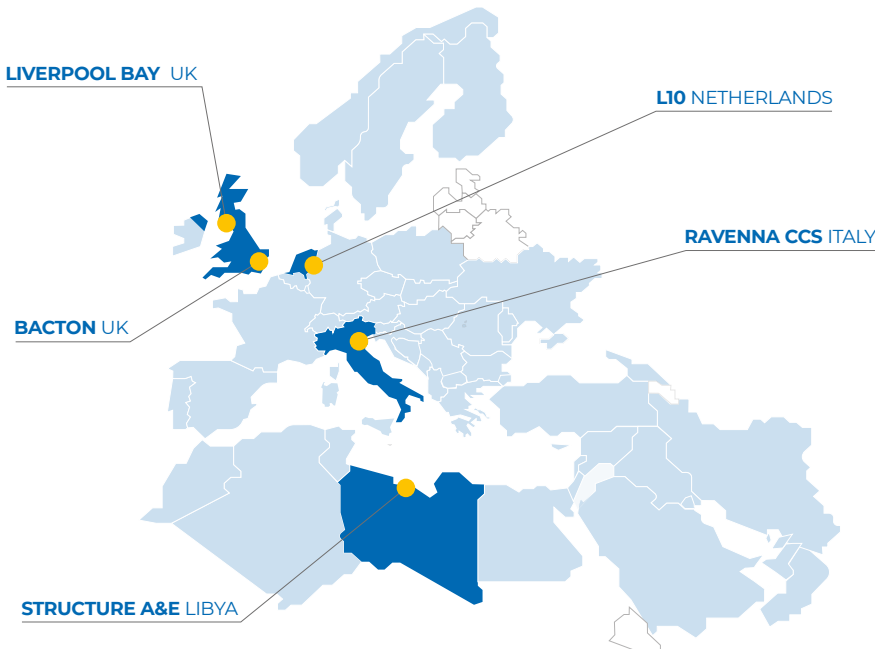 LIVERPOOL BAY UK
L10 NETHERLANDS
RAVENNA CCS ITALY
BACTON UK
STRUCTURE A&E LIBYA